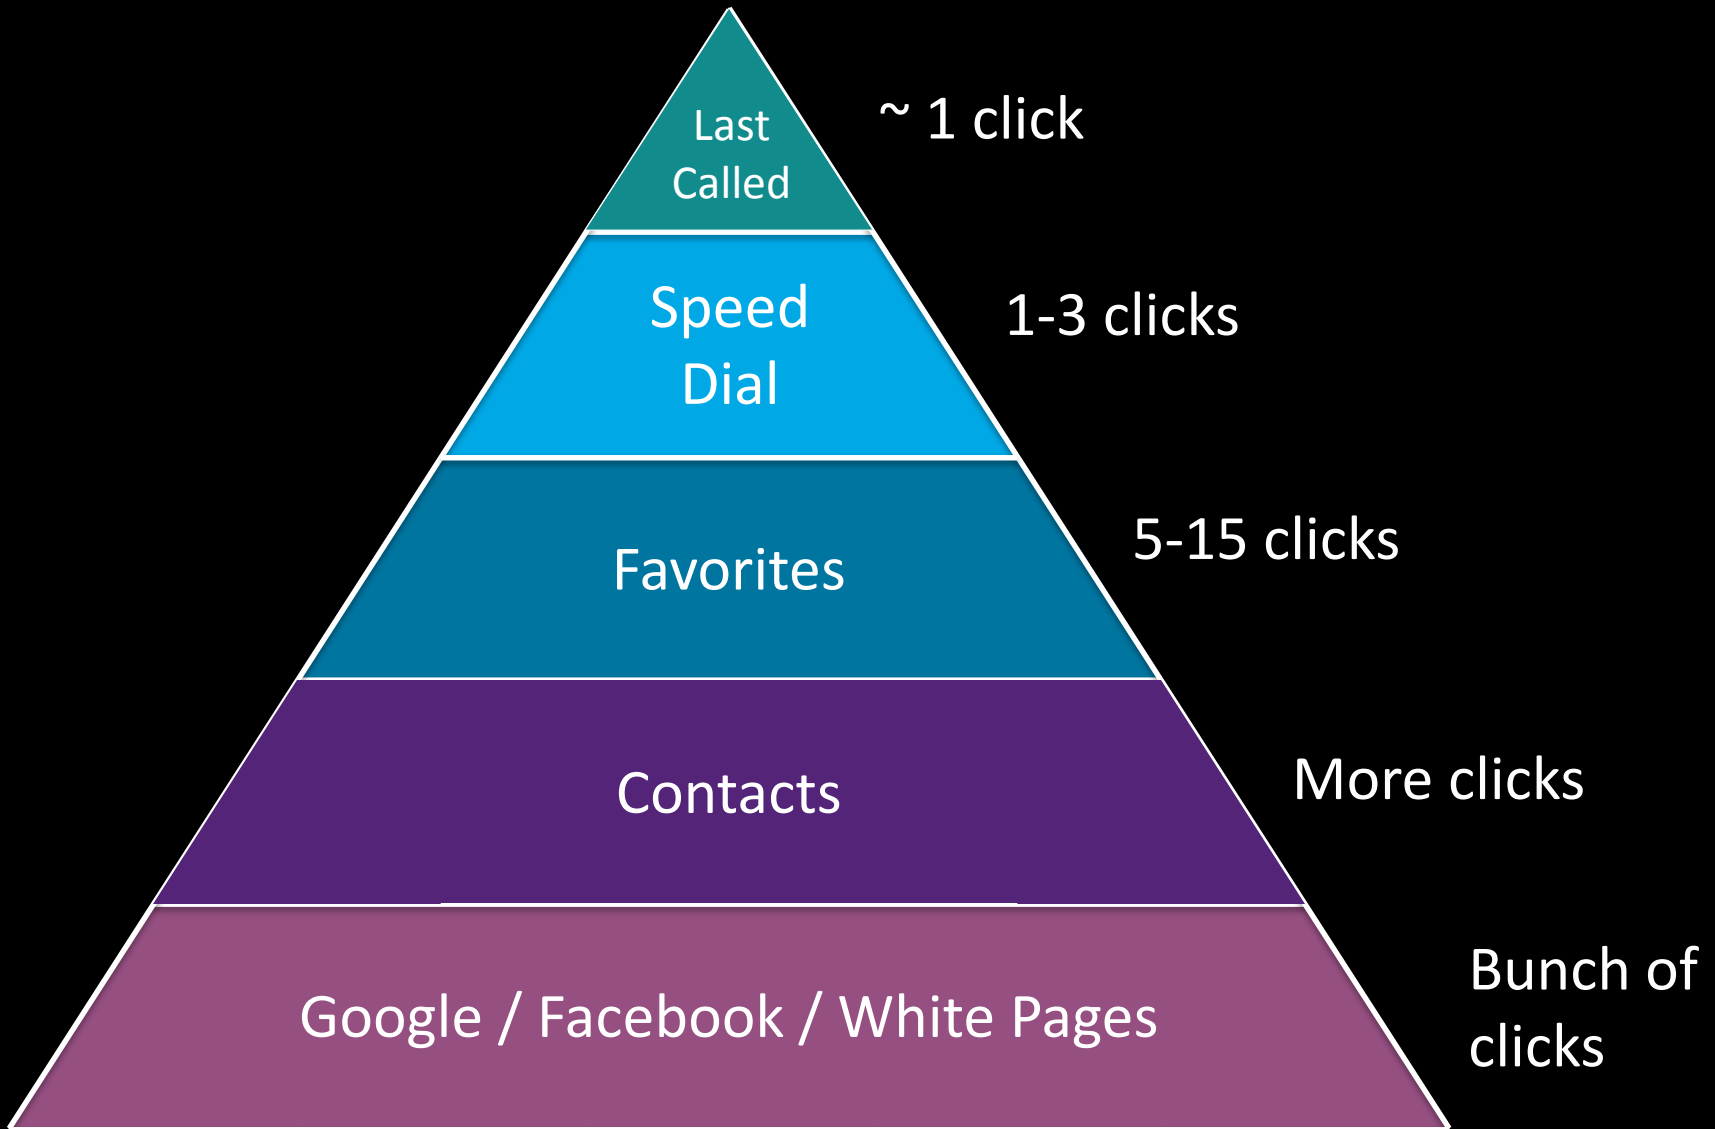 Last
Called
~ 1 click
Speed
Dial
1-3 clicks
Favorites
5-15 clicks
Contacts
More clicks
Google / Facebook / White Pages
Bunch of
clicks